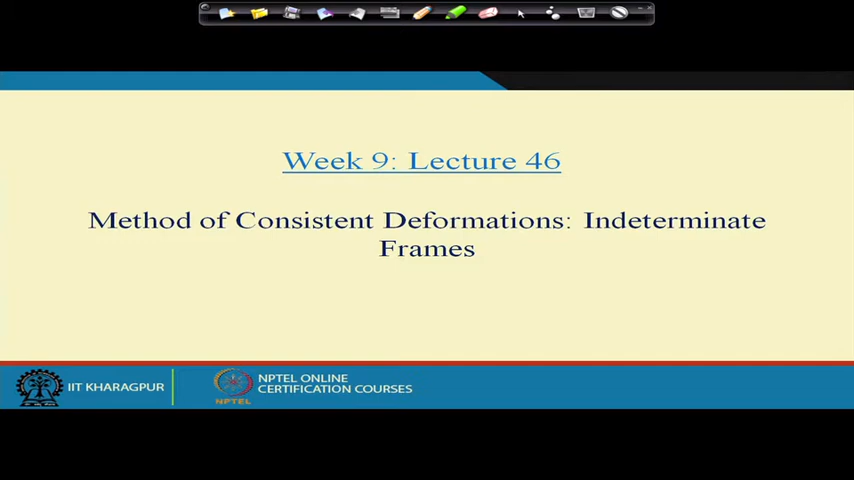 Week 9: Lecture 46
Method of Consistent Deformations: Indeterminate
Frames
IIT KHARAGPUR
NPTEL ONLINE
CERTIFICATION COURSES
NPTEL